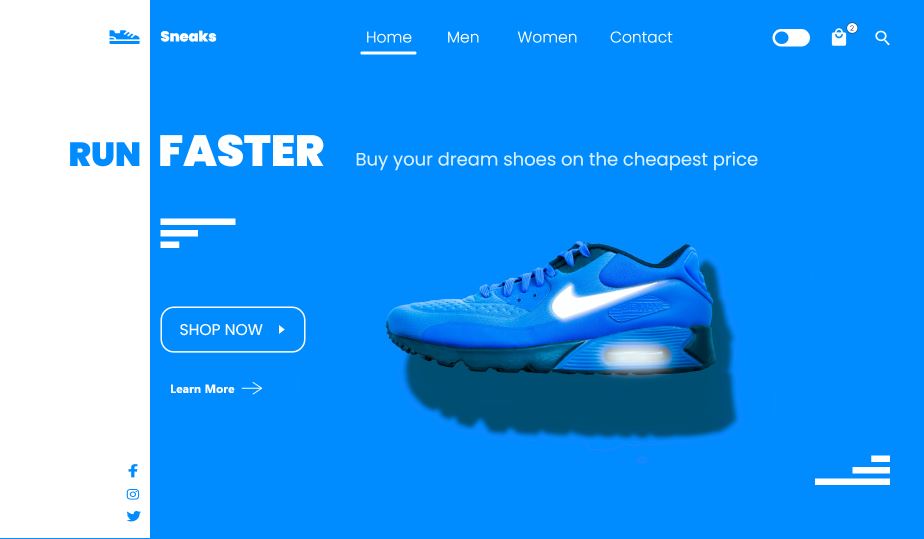 Sneaks
Home
Men
Women
Contact
2
RUN FASTER
Buy your dream shoes on the cheapest price
SHOP NOW
Learn More